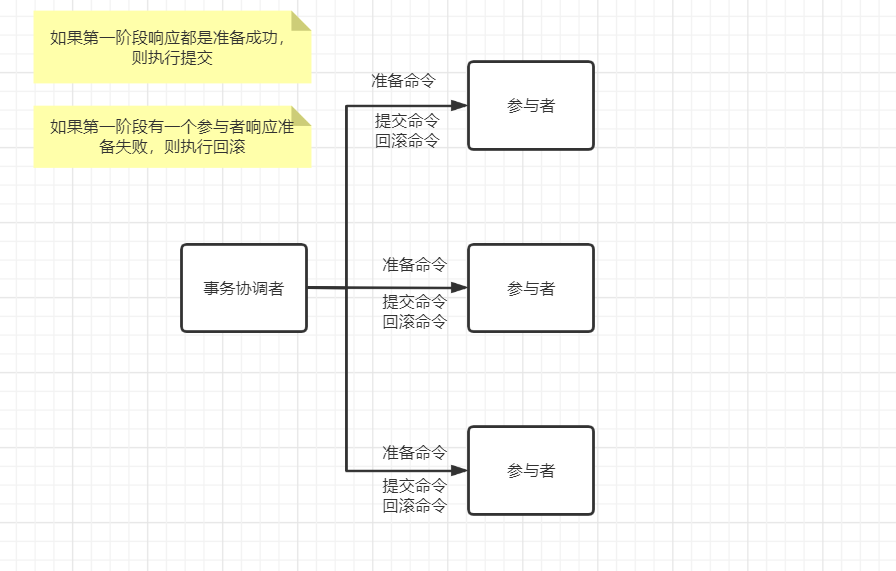 如果第一阶段响应都是准备成功，
则执行提交
如果第一阶段有一个参与者响应准
备失败，则执行回滚
准备命令
提交命令
回滚命令
参与者
事务协调者
准备命令
提交命令
回滚命令
参与者
准备命令
提交命令
回滚命令
参与者